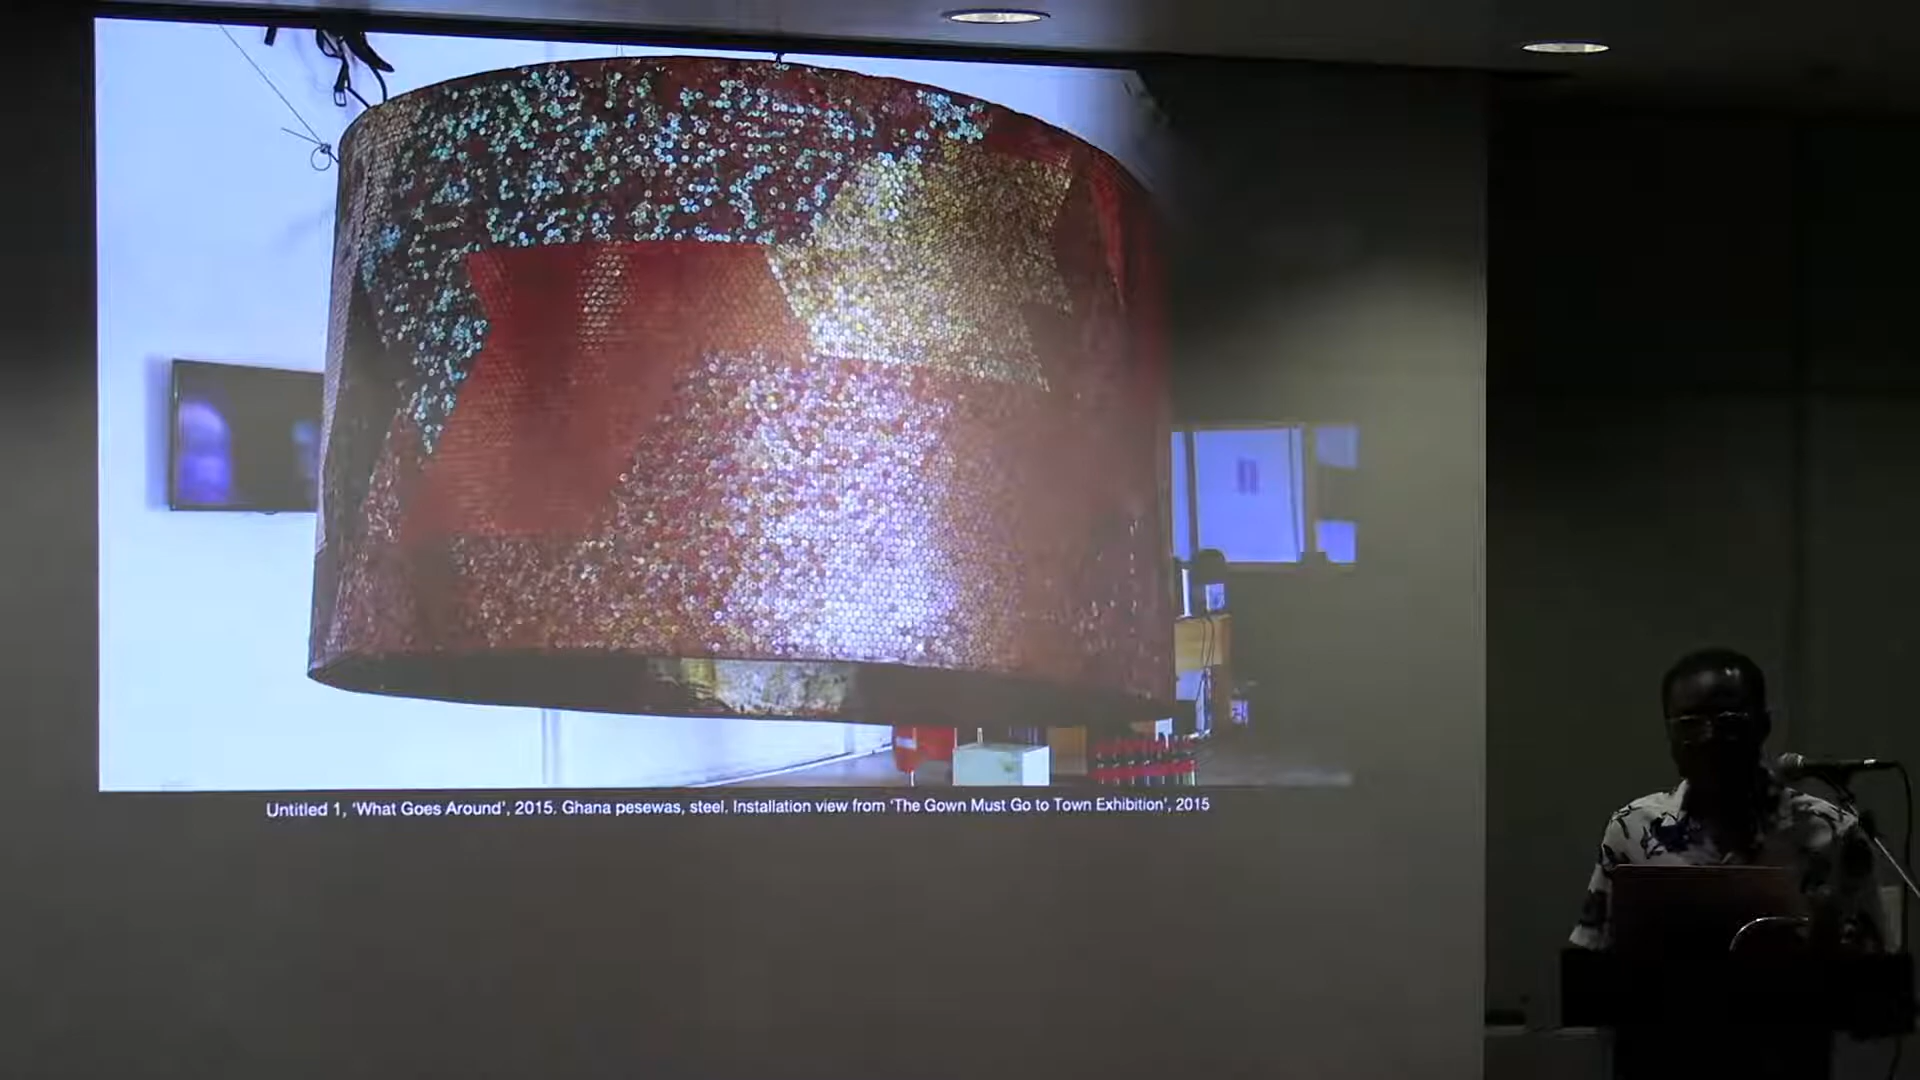 Untitled 1, ‘What Goes Around’, 2015. Ghana pesewas, steel. Installation view from ‘The Gown Must Go to Town Exhibition’, 2015